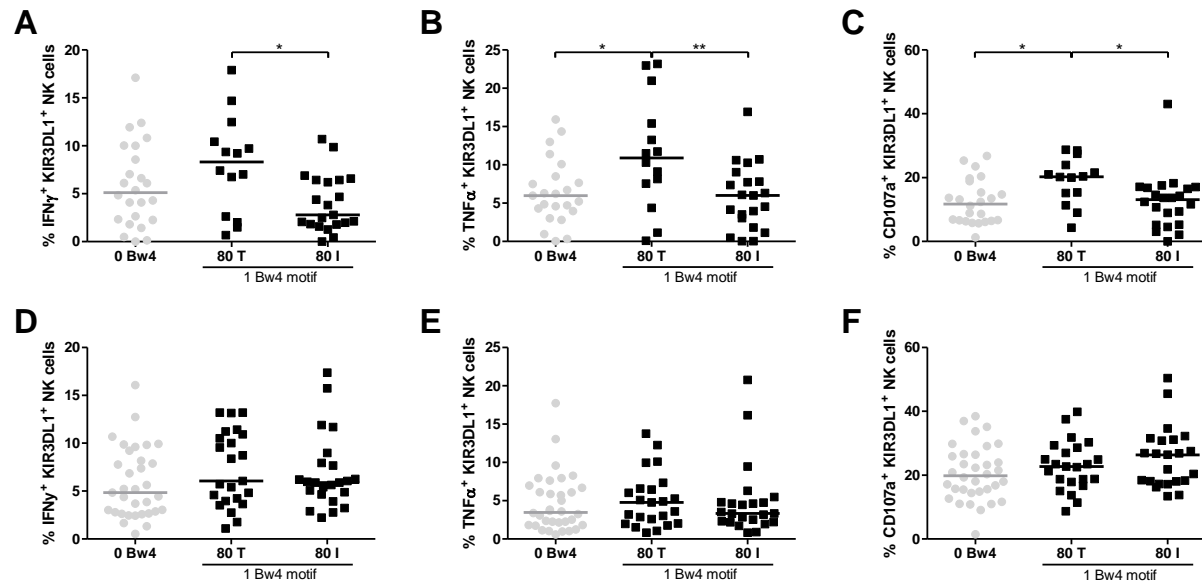 A
% IFNγ+ KIR3DL1+ NK cells
20
15
10
5
0
*
0 Bw4
80 T
80 I
1 Bw4 motif
B
% TNFα+ KIR3DL1+ NK cells
25
20
15
10
5
0
*
**
0 Bw4
80 T
80 I
1 Bw4 motif
C
% CD107a+ KIR3DL1+ NK cells
60
40
20
0
*
*
0 Bw4
80 T
80 I
1 Bw4 motif
D
% IFNγ+ KIR3DL1+ NK cells
20
15
10
5
0
0 Bw4
80 T
80 I
1 Bw4 motif
E
% TNFα+ KIR3DL1+ NK cells
25
20
15
10
5
0
0 Bw4
80 T
80 I
1 Bw4 motif
F
% CD107a+ KIR3DL1+ NK cells
60
40
20
0
0 Bw4
80 T
80 I
1 Bw4 motif